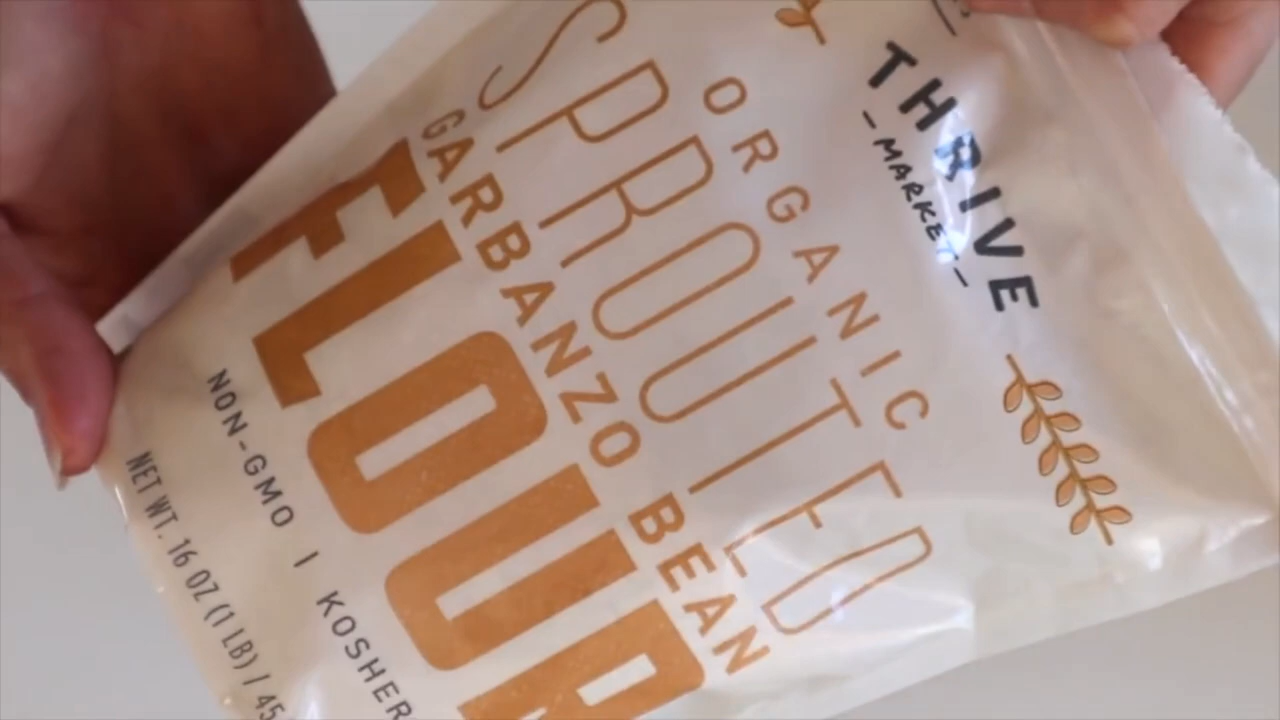 THRIVE
- MARKET -
ORGANIC
SPROUTED
GARBANZO BEAN
FLOUR
NON-GMO | KOSHER
NET WT. 16 OZ (1 LB) / 45